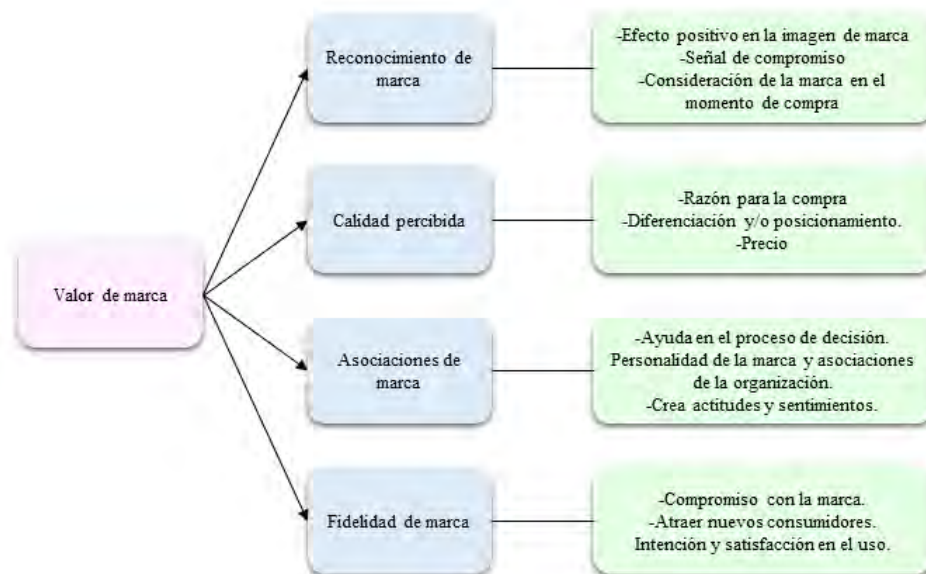 Valor de marca
Reconocimiento de
marca
-Efecto positivo en la imagen de marca
-Señal de compromiso
-Consideración de la marca en el
momento de compra
Calidad percibida
-Razón para la compra
-Diferenciación y/o posicionamiento.
-Precio
Asociaciones de
marca
-Ayuda en el proceso de decisión.
Personalidad de la marca y asociaciones
de la organización.
-Crea actitudes y sentimientos.
Fidelidad de marca
-Compromiso con la marca.
-Atraer nuevos consumidores.
Intención y satisfacción en el uso.